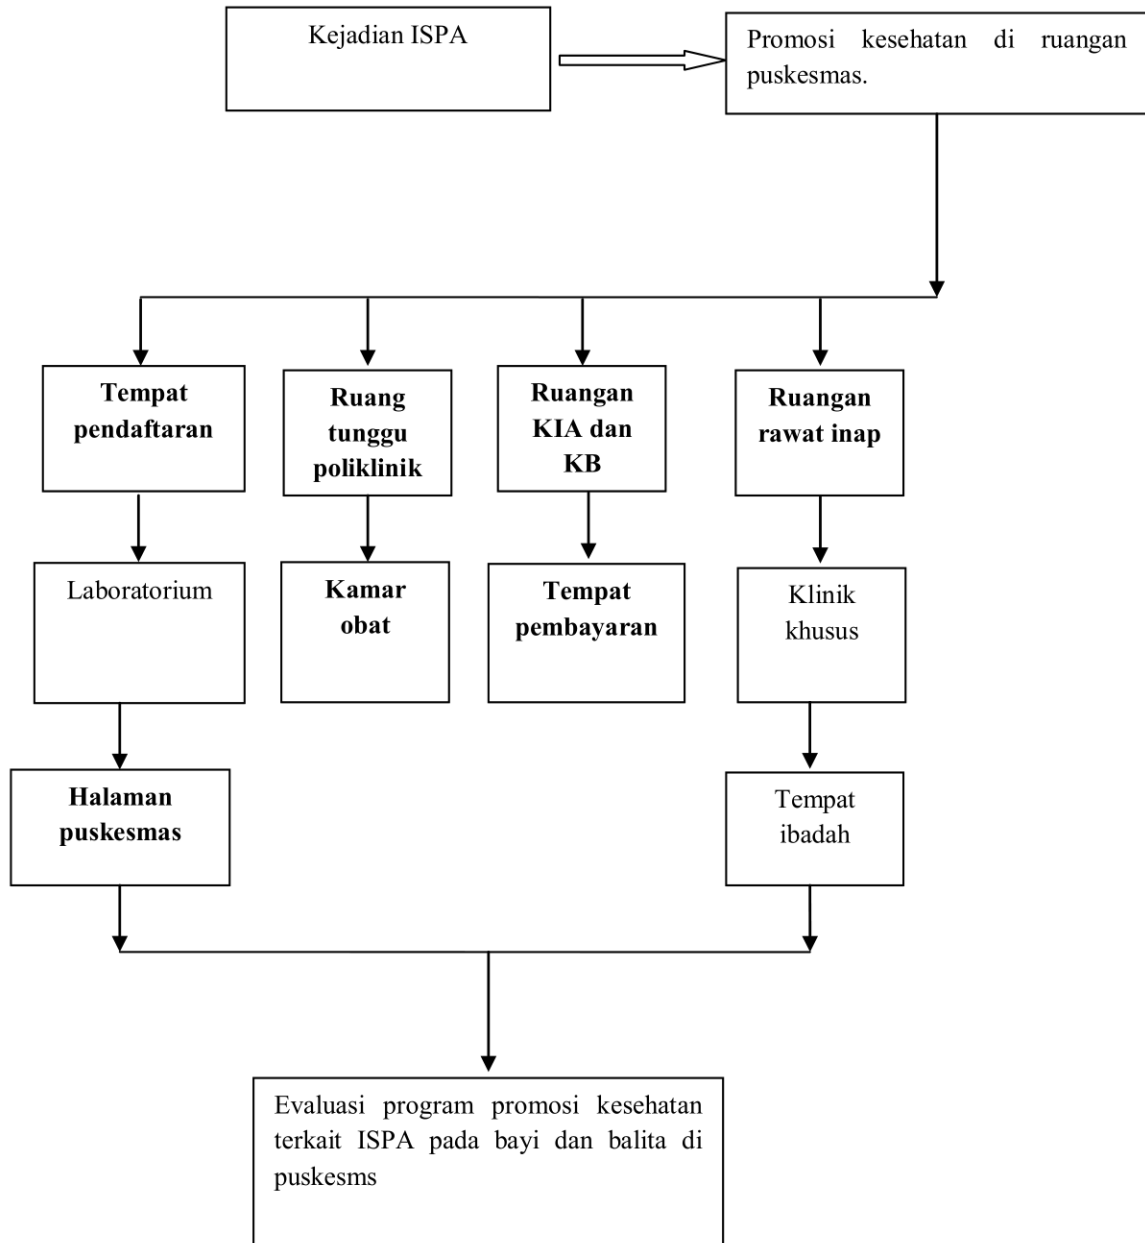 Kejadian ISPA
Promosi kesehatan di ruangan
puskesmas.
Tempat
pendaftaran
Ruang
tunggu
poliklinik
Ruangan
KIA dan
KB
Ruangan
rawat inap
Laboratorium
Kamar
obat
Tempat
pembayaran
Klinik
khusus
Halaman
puskesmas
Tempat
ibadah
Evaluasi program promosi kesehatan
terkait ISPA pada bayi dan balita di
puskesms